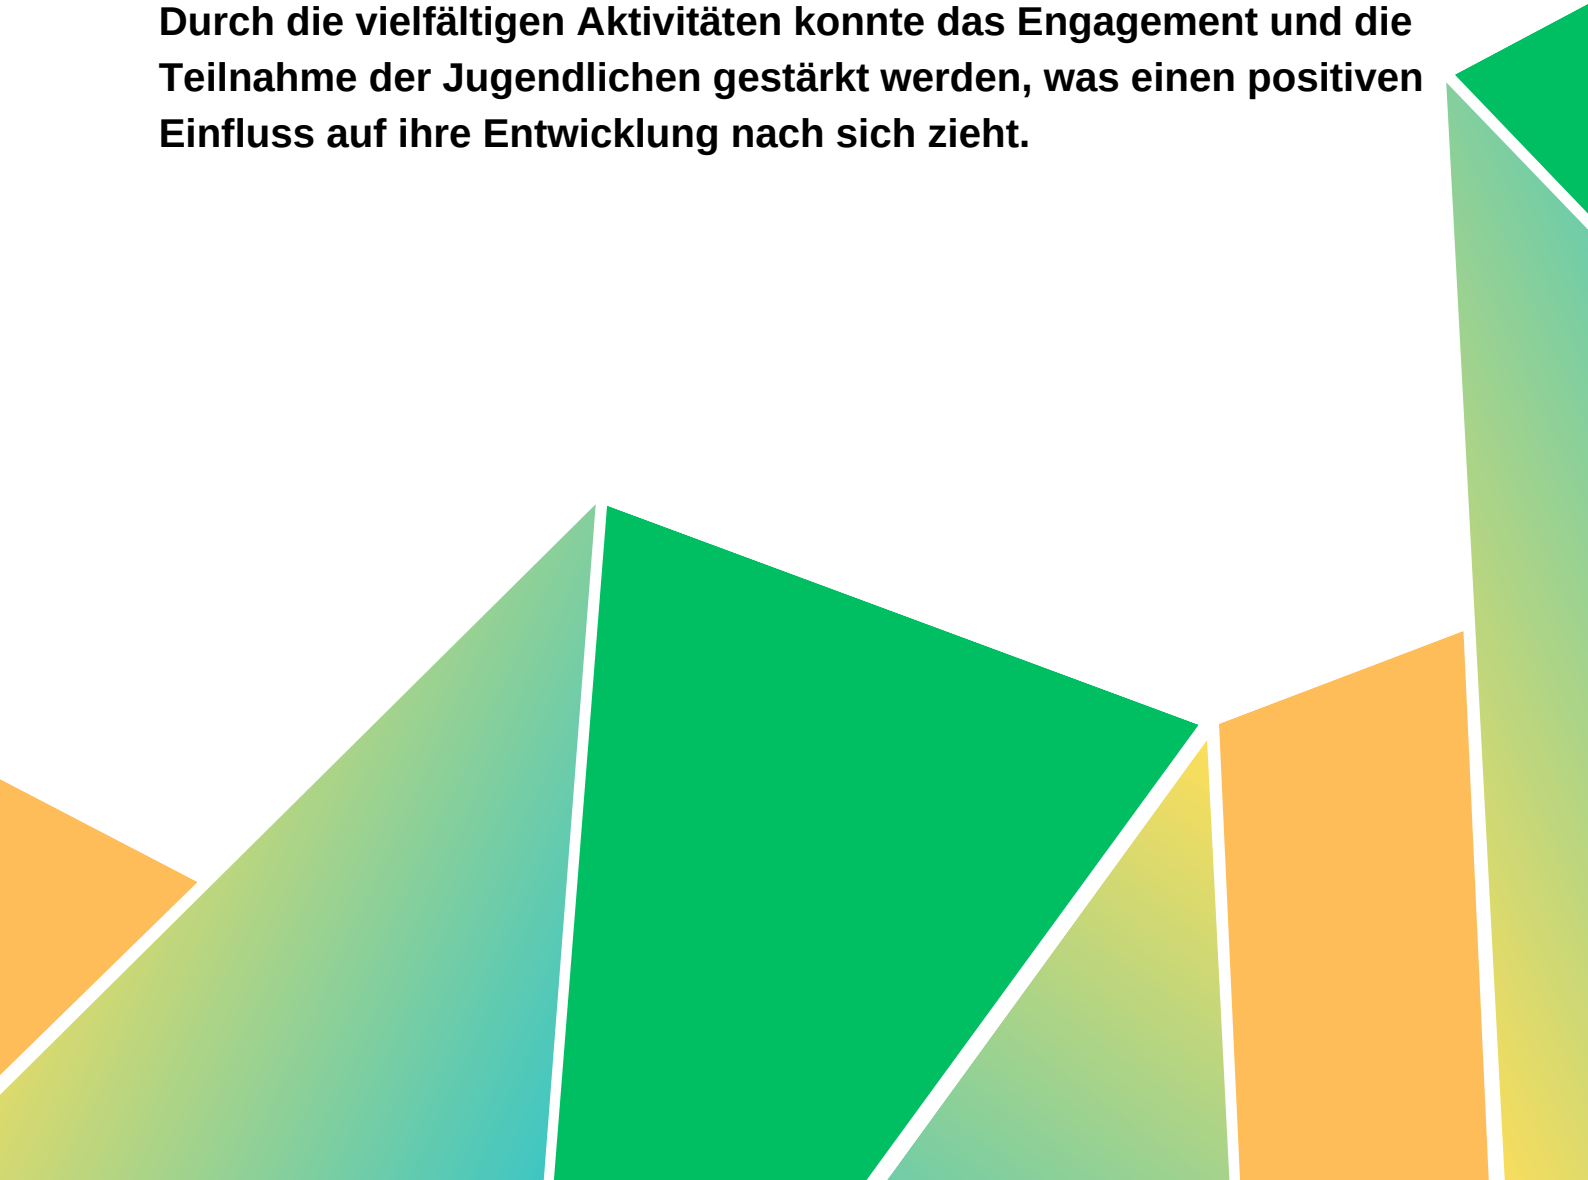 Durch die vielfältigen Aktivitäten konnte das Engagement und die
Teilnahme der Jugendlichen gestärkt werden, was einen positiven
Einfluss auf ihre Entwicklung nach sich zieht.